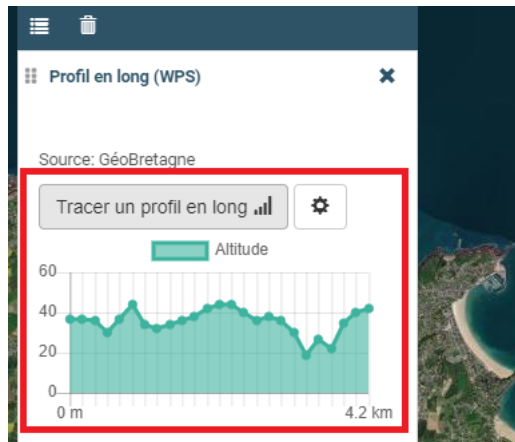 Profil en long (WPS)
Source: GéoBretagne
Tracer un profil en long
Altitude
60
40
20
0
0 m 4.2 km